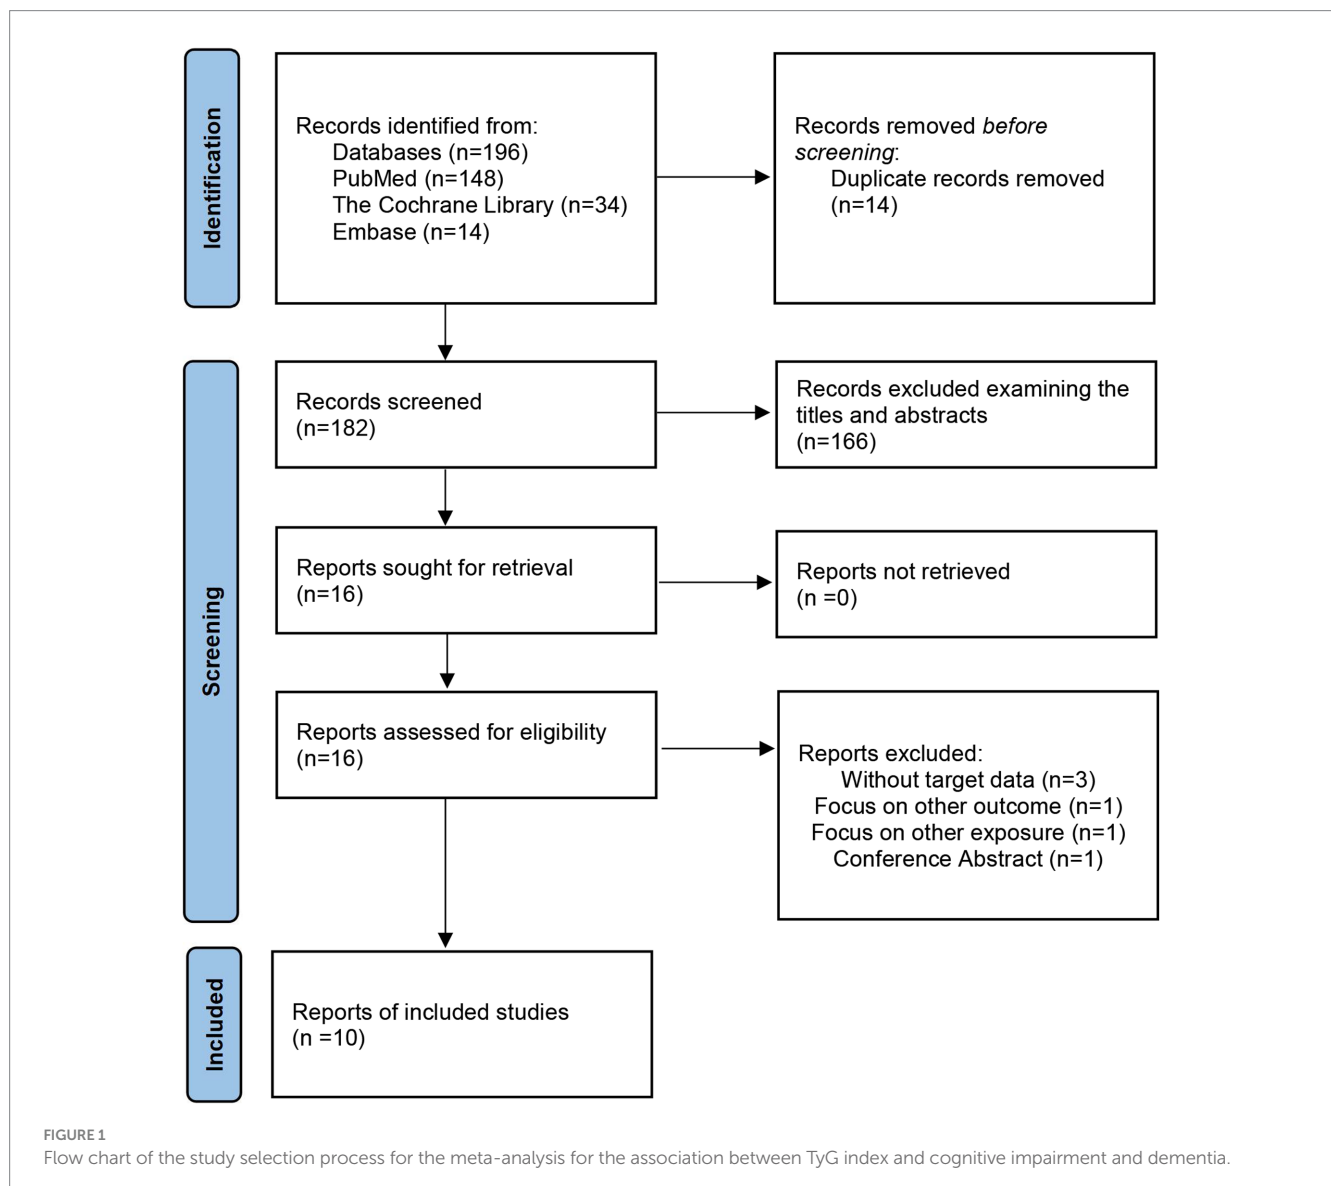 Identification
Records identified from:
Databases (n=196)
PubMed (n=148)
The Cochrane Library (n=34)
Embase (n=14)
Records removed before
screening:
Duplicate records removed
(n=14)
Screening
Records screened
(n=182)
Records excluded examining the
titles and abstracts
(n=166)
Reports sought for retrieval
(n=16)
Reports not retrieved
(n =0)
Reports assessed for eligibility
(n=16)
Reports excluded:
Without target data (n=3)
Focus on other outcome (n=1)
Focus on other exposure (n=1)
Conference Abstract (n=1)
Included
Reports of included studies
(n =10)
FIGURE 1
Flow chart of the study selection process for the meta-analysis for the association between TyG index and cognitive impairment and dementia.